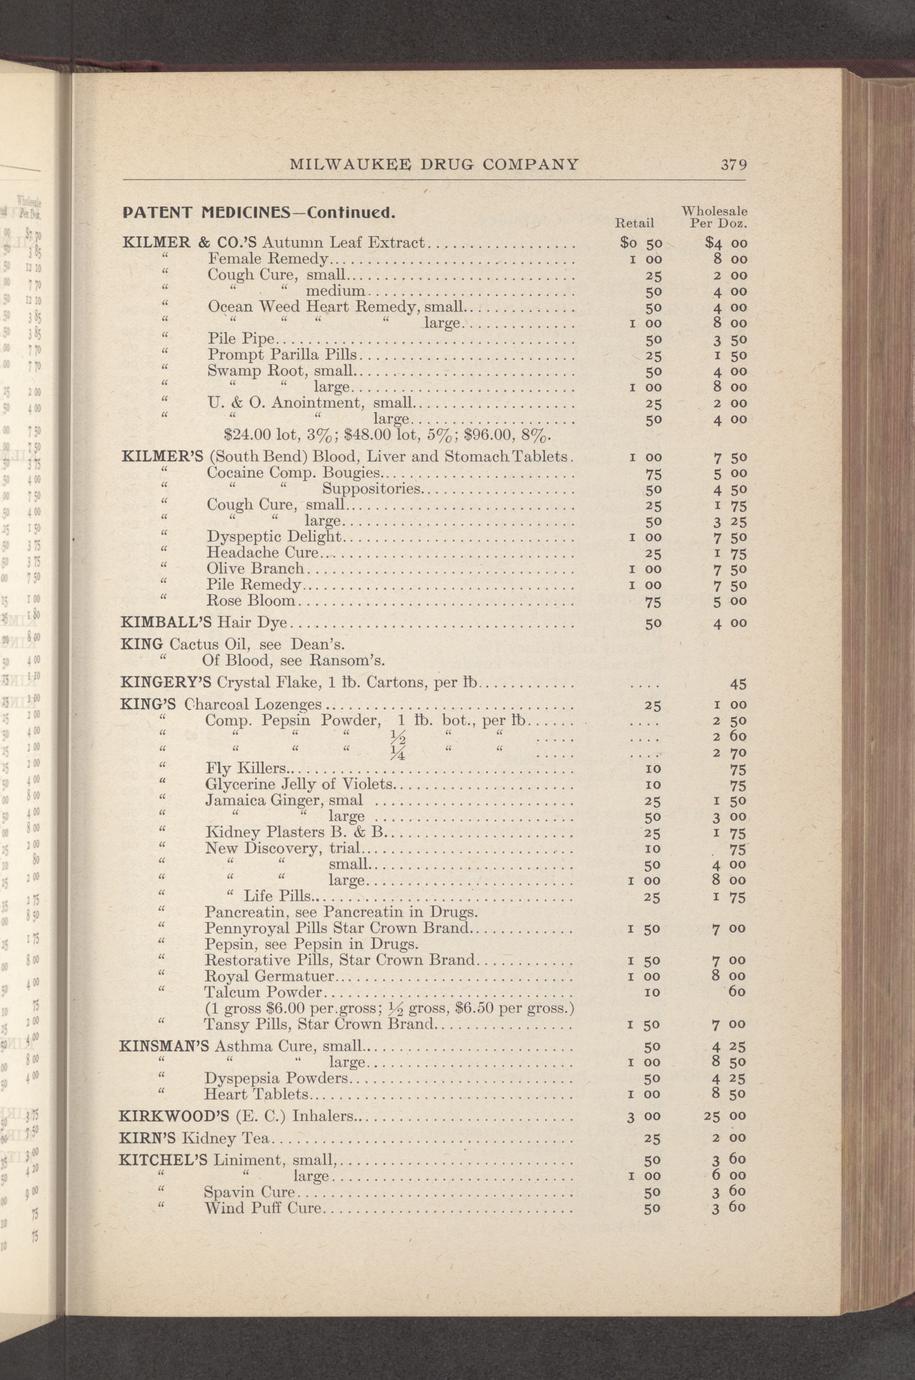 MILWAUKEE DRUG COMPANY 379
PATENT MEDICINES—Continued. Retail Wholesale Per Doz.
KILMER & CO.'S Autumn Leaf Extract.................. $0 50 $4 00
“ Female Remedy.............................. 1 00 8 00
“ Cough Cure, small............................ 25 2 00
“ “ “ medium.......................... 50 4 00
“ Ocean Weed Heart Remedy, small.............. 50 4 00
“ “ “ “ “ large.............. 1 00 8 00
“ Pile Pipe..................................... 50 3 50
“ Prompt Parilla Pills.......................... 25 1 50
“ Swamp Root, small........................... 50 4 00
“ “ “ large............................ 1 00 8 00
“ U. & O. Anointment, small.................... 25 2 00
“ “ “ large.................... 50 4 00
$24.00 lot, 3%; $48.00 lot, 5%; $96.00, 8%.
KILMER'S (South Bend) Blood, Liver and Stomach Tablets. 1 00 7 50
“ Cocaine Comp. Bougies........................ 75 5 00
“ “ “ Suppositories................... 50 4 50
“ Cough Cure, small............................ 25 1 75
“ “ “ large............................. 50 3 25
“ Dyspeptic Delight............................. 1 00 7 50
“ Headache Cure............................... 25 1 75
“ Olive Branch................................. 1 00 7 50
“ Pile Remedy.................................. 1 00 7 50
“ Rose Bloom.................................. 75 5 00
KIMBALL'S Hair Dye................................... 50 4 00
KING Cactus Oil, see Dean's.
“ Of Blood, see Ransom's.
KINGERY'S Crystal Flake, 1 lb. Cartons, per lb............ .... 45
KING'S Charcoal Lozenges............................... 25 1 00
“ Comp. Pepsin Powder, 1 lb. bot., per lb...... .... 2 50
“ “ “ “ ½ “ “ ..... .... 2 60
“ “ “ “ ¼ “ “ ..... .... 2 70
“ Fly Killers.................................... 10 75
“ Glycerine Jelly of Violets...................... 10 75
“ Jamaica Ginger, smal ......................... 25 1 50
“ “ “ large ......................... 50 3 00
“ Kidney Plasters B. & B........................ 25 1 75
“ New Discovery, trial........................... 10 75
“ “ “ small.......................... 50 4 00
“ “ “ large.......................... 1 00 8 00
“ “ Life Pills................................. 25 1 75
“ Pancreatin, see Pancreatin in Drugs.
“ Pennyroyal Pills Star Crown Brand............. 1 50 7 00
“ Pepsin, see Pepsin in Drugs.
“ Restorative Pills, Star Crown Brand............ 1 50 7 00
“ Royal Germatuer.............................. 1 00 8 00
“ Talcum Powder............................... 10 60
(1 gross $6.00 per gross; ½ gross, $6.50 per gross.)
“ Tansy Pills, Star Crown Brand................. 1 50 7 00
KINSMAN'S Asthma Cure, small.......................... 50 4 25
“ “ “ large.......................... 1 00 8 50
“ Dyspepsia Powders............................ 50 4 25
“ Heart Tablets................................. 1 00 8 50
KIRKWOOD'S (E. C.) Inhalers........................... 3 00 25 00
KIRN'S Kidney Tea..................................... 25 2 00
KITCHEL'S Liniment, small,............................. 50 3 60
“ “ large.............................. 1 00 6 00
“ Spavin Cure.................................. 50 3 60
“ Wind Puff Cure............................... 50 3 60